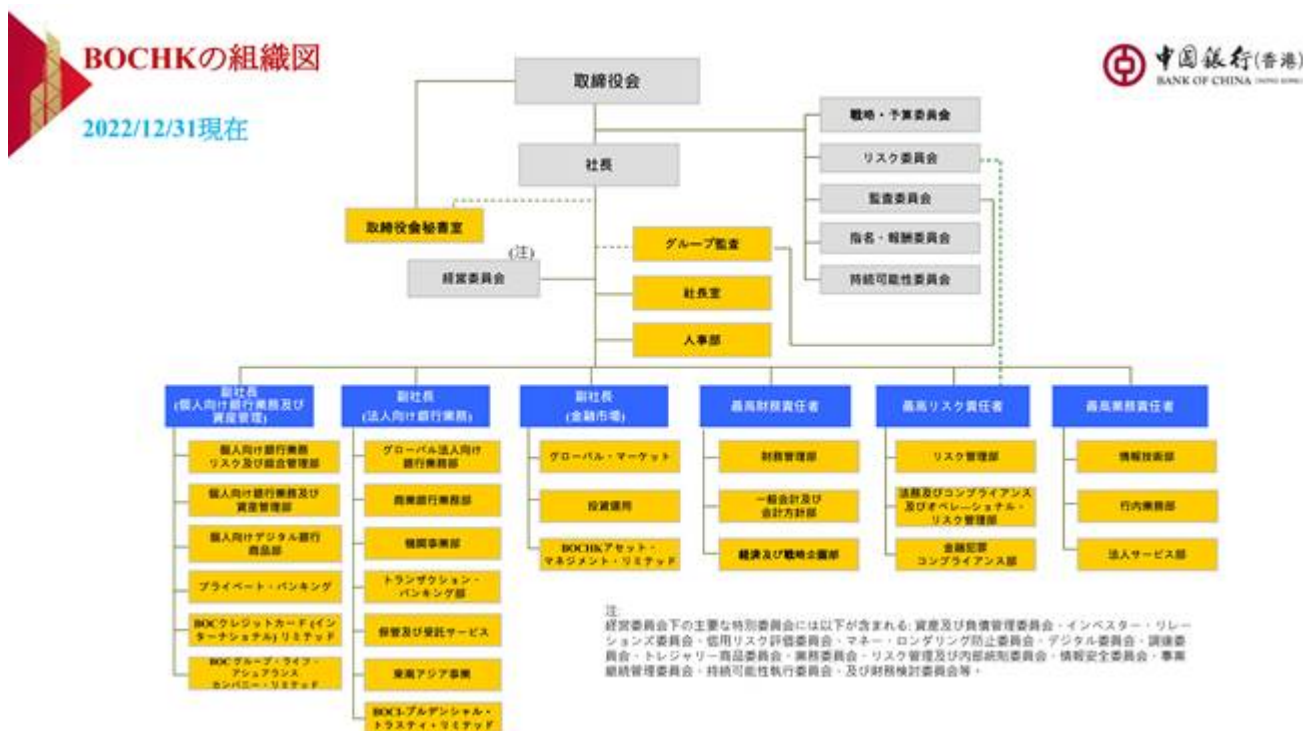 BOCHKの組織図
2022/12/31現在
中国銀行(香港)
BANK OF CHINA (HONG KONG)
取締役会
戦略・予算委員会
リスク委員会
監査委員会
指名・報酬委員会
持続可能性委員会
社長
取締役会秘書室
(注)
経営委員会
グループ監査
社長室
人事部
副社長
(個人向け銀行業務及び
資産管理)
個人向け銀行業務
リスク及び総合管理部
個人向け銀行業務及び
資産管理部
個人向けデジタル銀行
商品部
プライベート・バンキング
BOCクレジットカード (イン
ターナショナル) リミテッド
BOC グループ・ライフ・
アシュアランス
カンパニー・リミテッド
副社長
(法人向け銀行業務)
グローバル法人向け
銀行業務部
商業銀行業務部
機関事業部
トランザクション・
バンキング部
保管及び受託サービス
東南アジア事業
BOCI-プルデンシャル・
トラスティ・リミテッド
副社長
(金融市場)
グローバル・マーケット
投資運用
BOCHKアセット・
マネジメント・リミテッド
最高財務責任者
財務管理部
一般会計及び
会計方針部
経済及び戦略企画部
最高リスク責任者
リスク管理部
法務及びコンプライアンス
及びオペレーショナル・
リスク管理部
金融犯罪
コンプライアンス部
最高業務責任者
情報技術部
行内業務部
法人サービス部
注:
経営委員会下の主要な特別委員会には以下が含まれる: 資産及び負債管理委員会・インベスター・リレー
ションズ委員会・信用リスク評価委員会・マネー・ロンダリング防止委員会・デジタル委員会・調達委
員会・トレジャリー商品委員会・業務委員会・リスク管理及び内部統制委員会・情報安全委員会・事業
継続管理委員会・持続可能性執行委員会・及び財務検討委員会等。